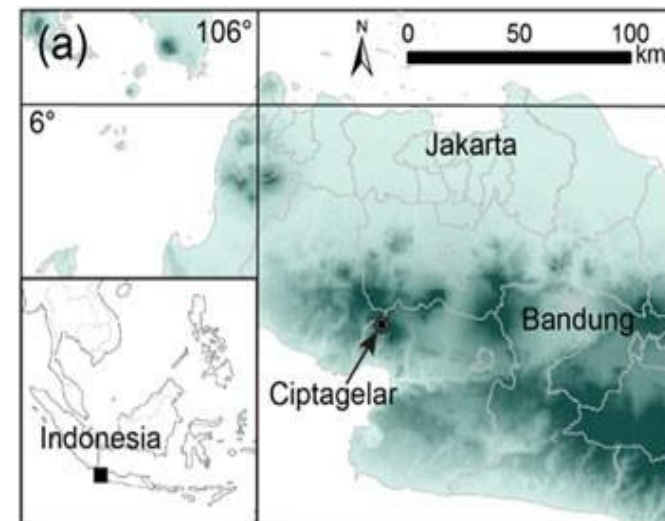 (a)
106°
N
0 50 100
km
6°
Jakarta
Bandung
Ciptagelar
Indonesia